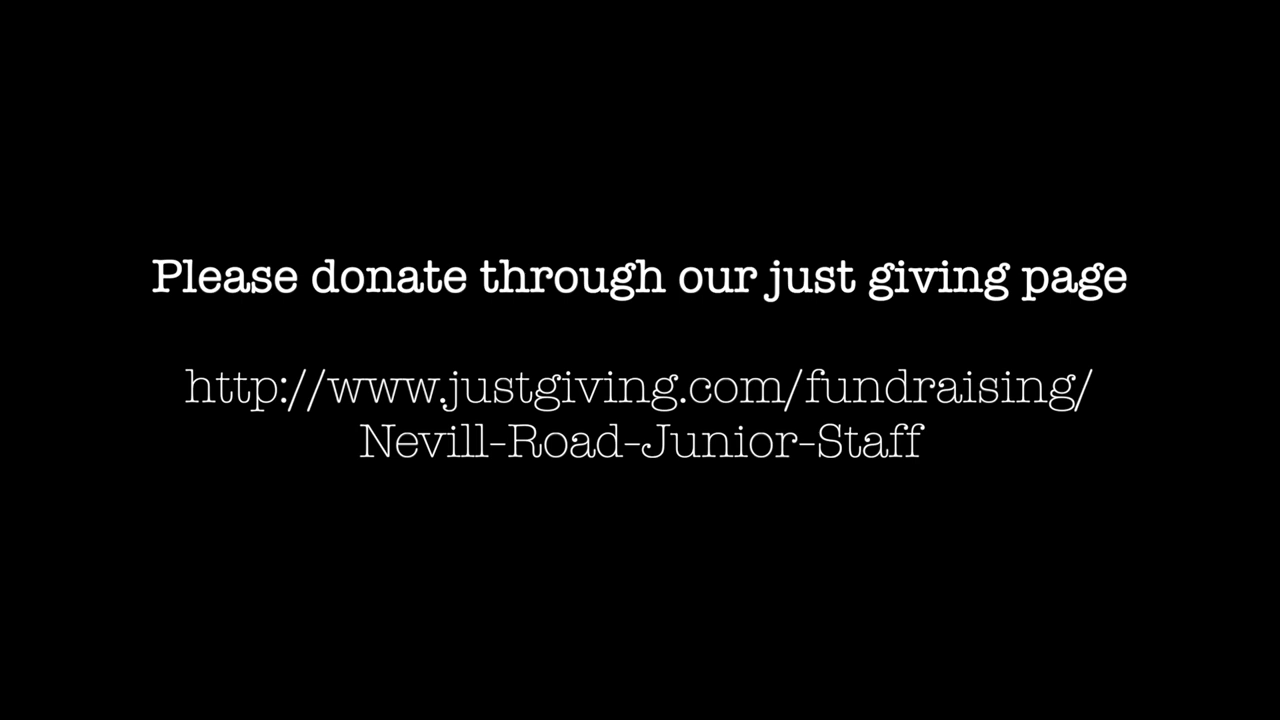 Please donate through our just giving page
http://www.justgiving.com/fundraising/
Nevill-Road-Junior-Staff